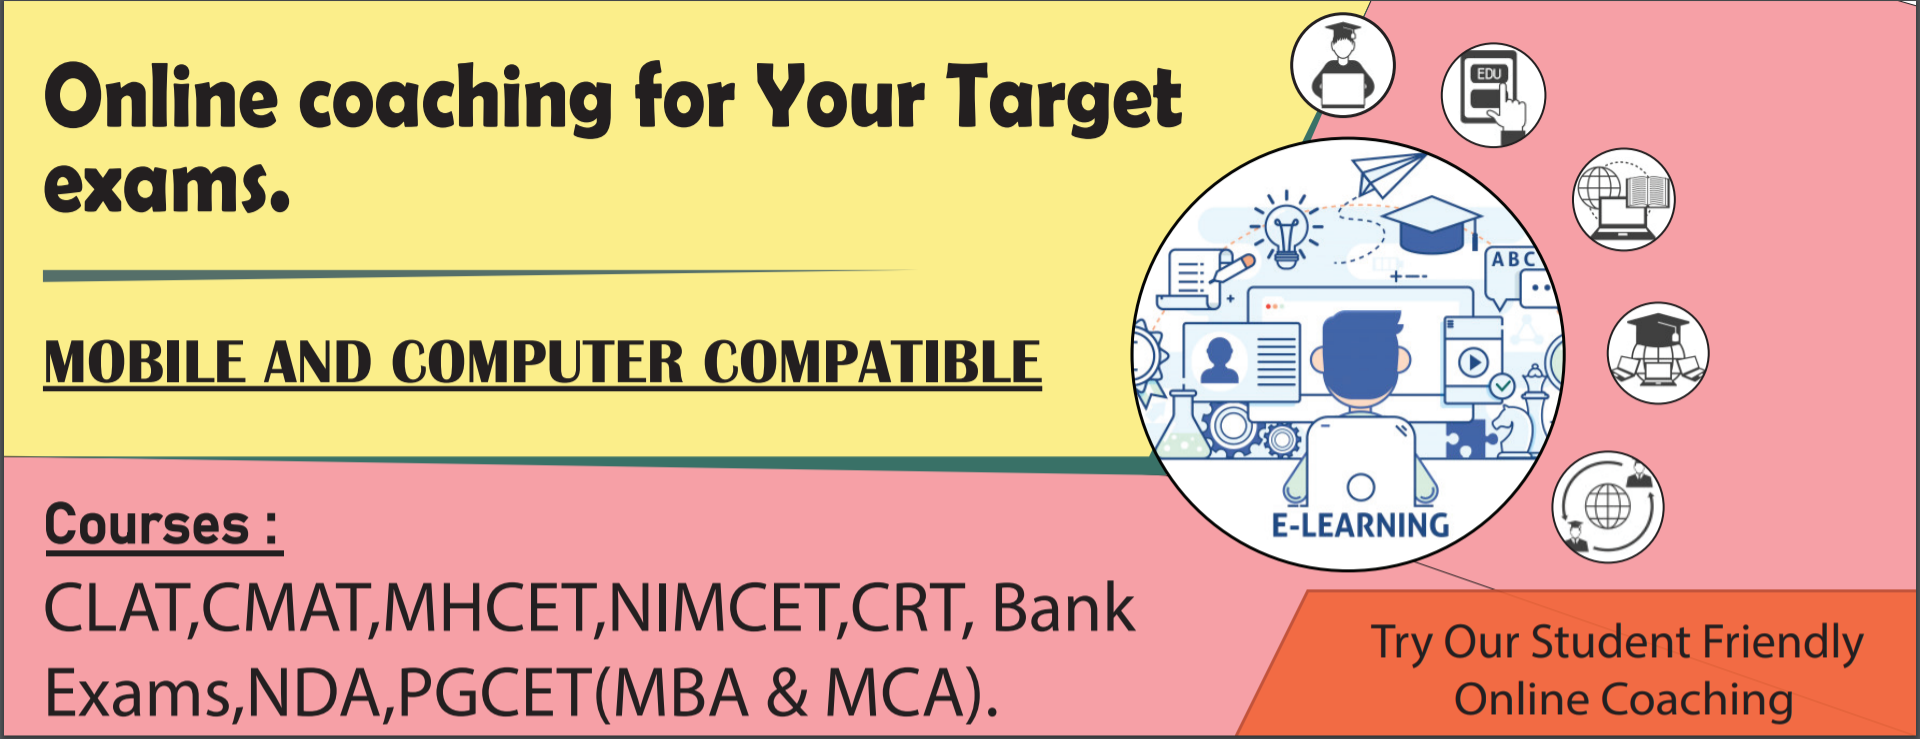 Online coaching for Your Target
exams.
MOBILE AND COMPUTER COMPATIBLE
Courses :
CLAT,CMAT,MHCET,NIMCET,CRT, Bank
Exams,NDA,PGCET(MBA & MCA).
EDU
ABC
E-LEARNING
Try Our Student Friendly
Online Coaching